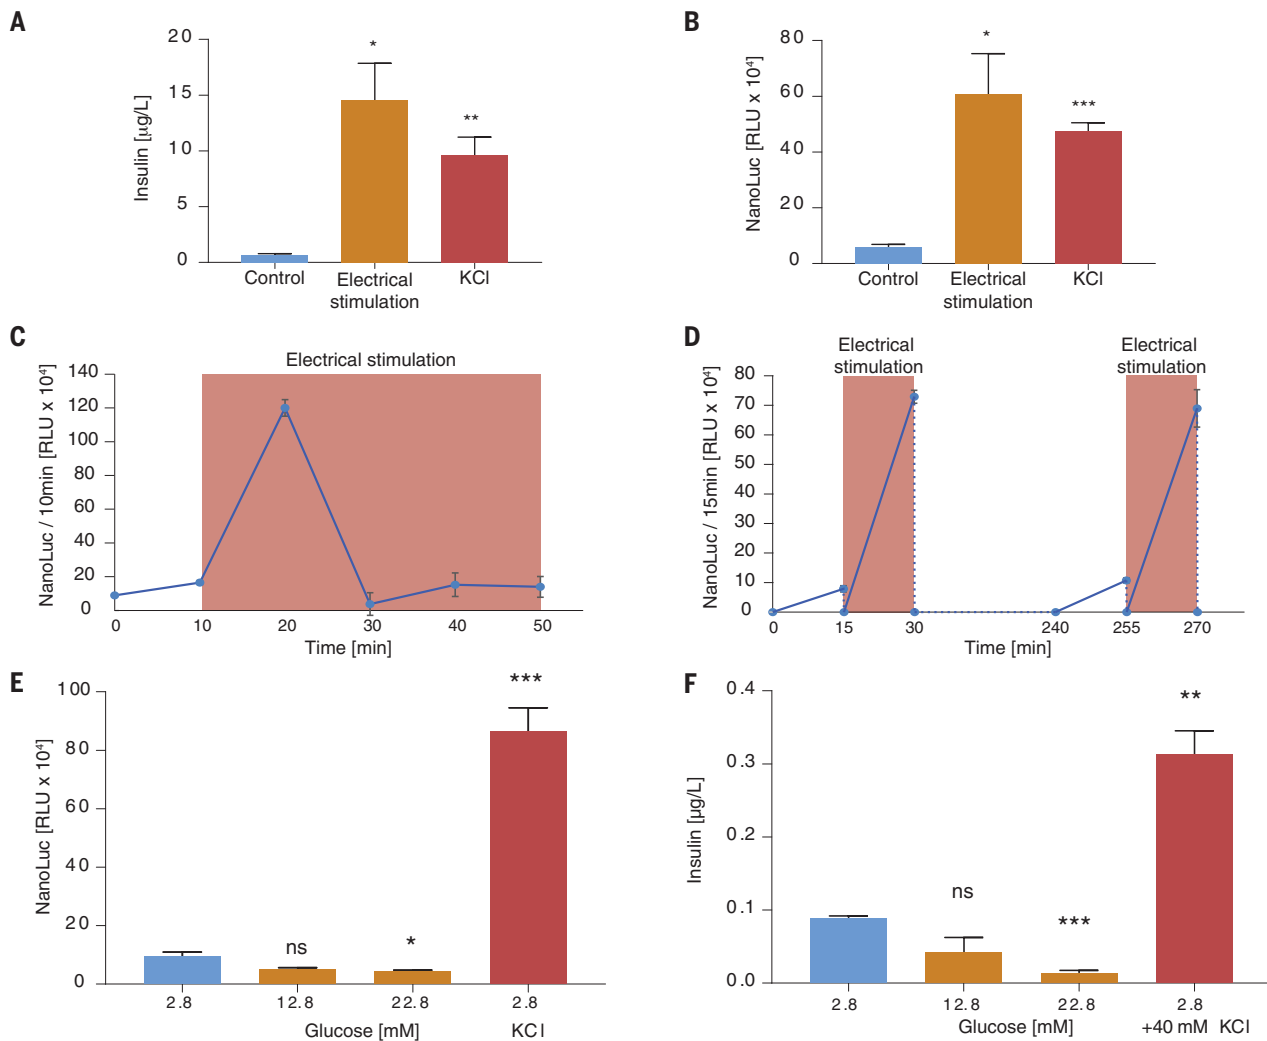 A
20
15
10
5
0
Insulin [µg/L]
*
**
Control
Electrical
stimulation
KCl
B
80
60
40
20
0
NanoLuc [RLU x 10⁴]
*
***
Control
Electrical
stimulation
KCl
C
Electrical stimulation
140
120
100
80
60
40
20
0
NanoLuc / 10min [RLU x 10⁴]
0 10 20 30 40 50
Time [min]
D
Electrical
stimulation
Electrical
stimulation
80
70
60
50
40
30
20
10
0
NanoLuc / 15min [RLU x 10⁴]
0 15 30 240 255 270
Time [min]
E
100
80
60
40
20
0
NanoLuc [RLU x 10⁴]
ns
*
***
2.8 12.8 22.8 2.8
Glucose [mM] KCl
F
0.4
0.3
0.2
0.1
0.0
Insulin [µg/L]
ns
***
**
2.8 12.8 22.8 2.8
Glucose [mM] +40 mM KCl